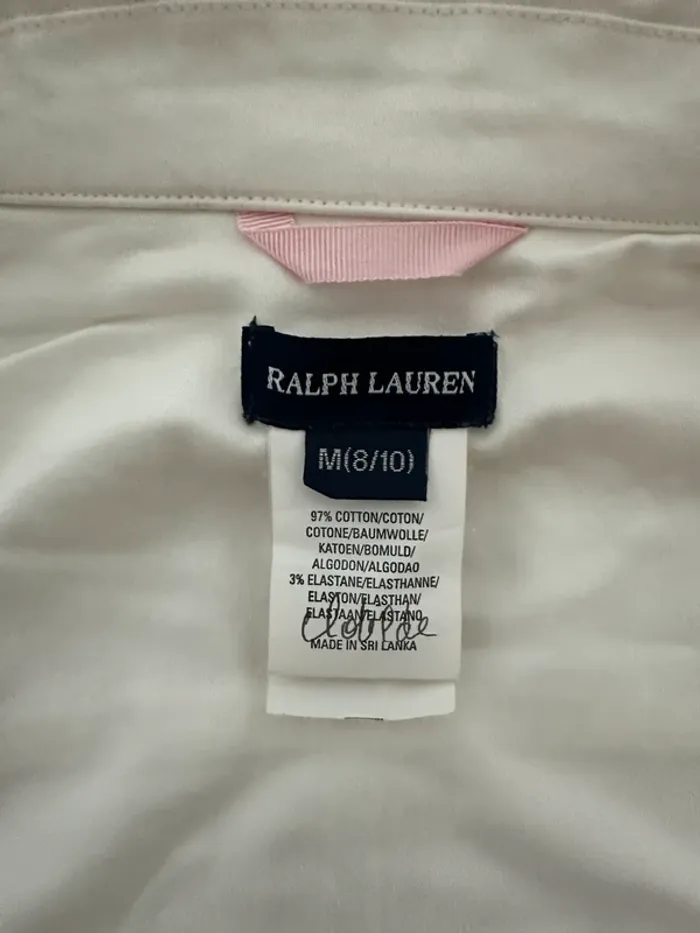 RALPH LAUREN
M(8/10)
97% COTTON/COTON/
COTONE/BAUMWOLLE/
KATOEN/BOMULD/
ALGODON/ALGODAO
3% ELASTANE/ELASTHANNE/
ELASTON/ELASTHAN/
ELASTAAN/ELASTANO
Clotilde
MADE IN SRI LANKA